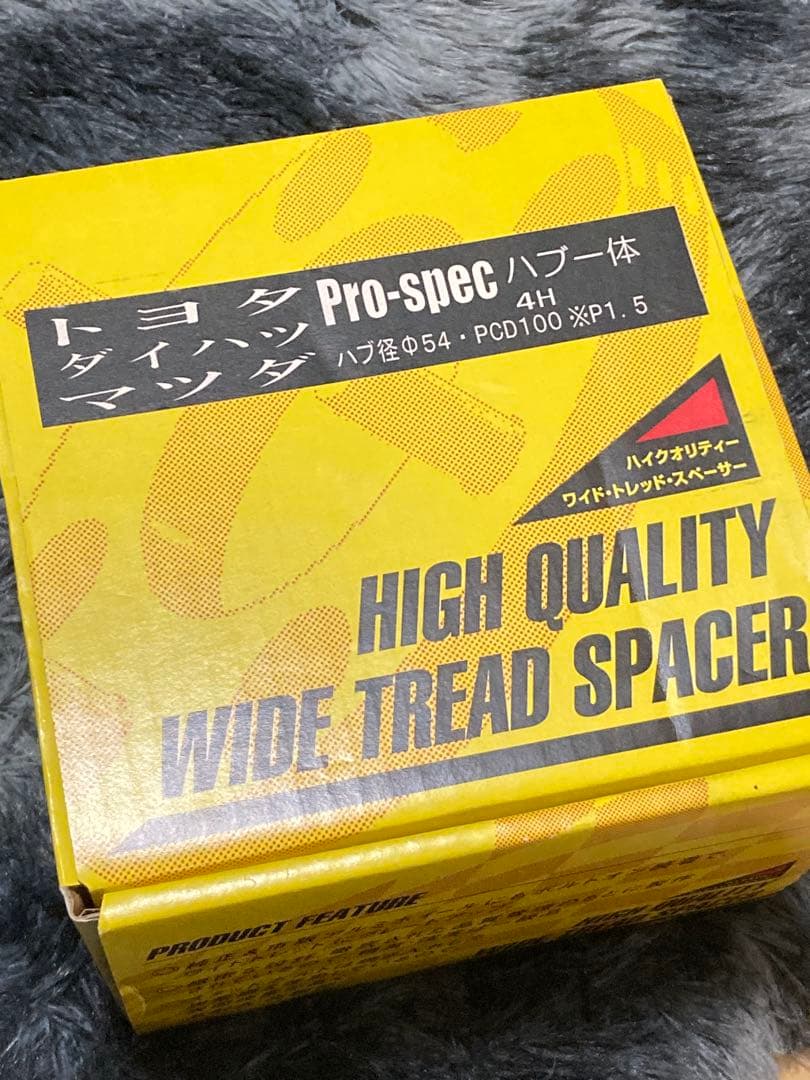 トヨタ
ダイハツ
マツダ
Pro-spec ハブ一体
4H
ハブ径Φ54・PCD100 ※P1.5
ハイクオリティー
ワイド・トレッド・スペーサー
HIGH QUALITY
WIDE TREAD SPACER
PRODUCT FEATURE
HIGH QUALITY